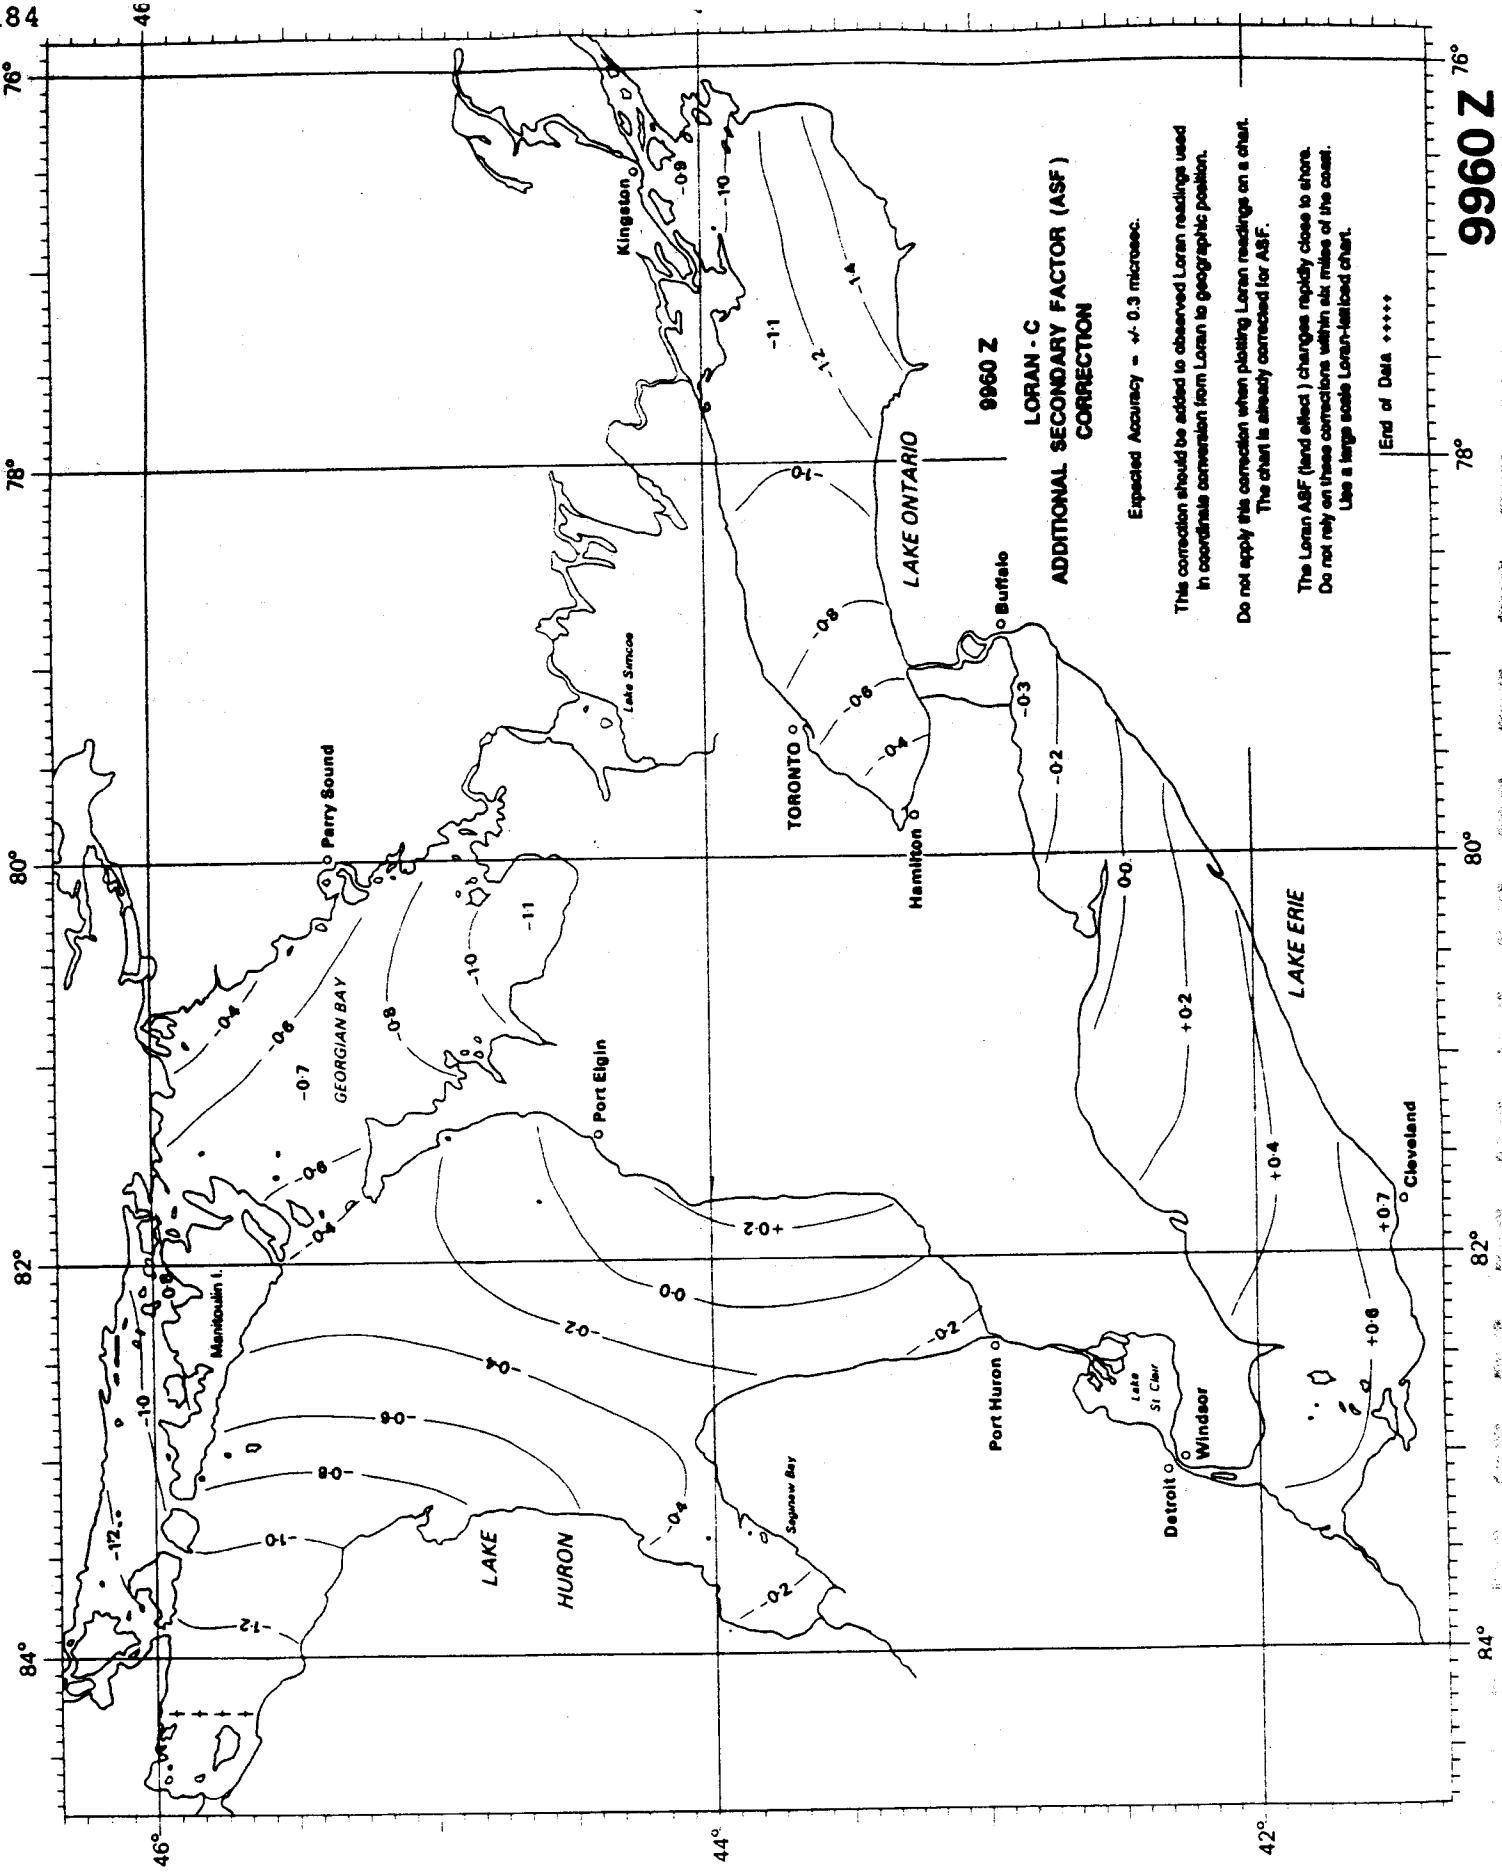 84
46
76°
78°
80°
82°
84°
46°
44°
42°
76°
78°
80°
82°
84°
Kingston
-0.9
-1.0
-1.1
-1.2
-1.4
-1.0
-0.8
-0.6
-0.4
LAKE ONTARIO
TORONTO
Hamilton
Buffalo
Lake Simcoe
Parry Sound
GEORGIAN BAY
-0.4
-0.6
-0.7
-0.8
-1.0
-1.1
-0.6
-0.4
Port Elgin
Manitoulin I.
-0.8
-1.0
-1.2
-1.2
-1.0
-0.8
-0.6
-0.4
-0.2
0.0
+0.2
-0.2
-0.4
-0.2
LAKE
HURON
Saginaw Bay
Port Huron
Lake
St Clair
Detroit
Windsor
-0.3
-0.2
0.0
+0.2
+0.4
+0.6
+0.7
LAKE ERIE
Cleveland
9960 Z
LORAN - C
ADDITIONAL SECONDARY FACTOR (ASF)
CORRECTION
Expected Accuracy = +/- 0.3 microsec.
This correction should be added to observed Loran readings used
in coordinate conversion from Loran to geographic position.
Do not apply this correction when plotting Loran readings on a chart.
The chart is already corrected for ASF.
The Loran ASF (land effect) changes rapidly close to shore.
Do not rely on these corrections within six miles of the coast.
Use a large scale Loran-latticed chart.
End of Data +++++
9960 Z